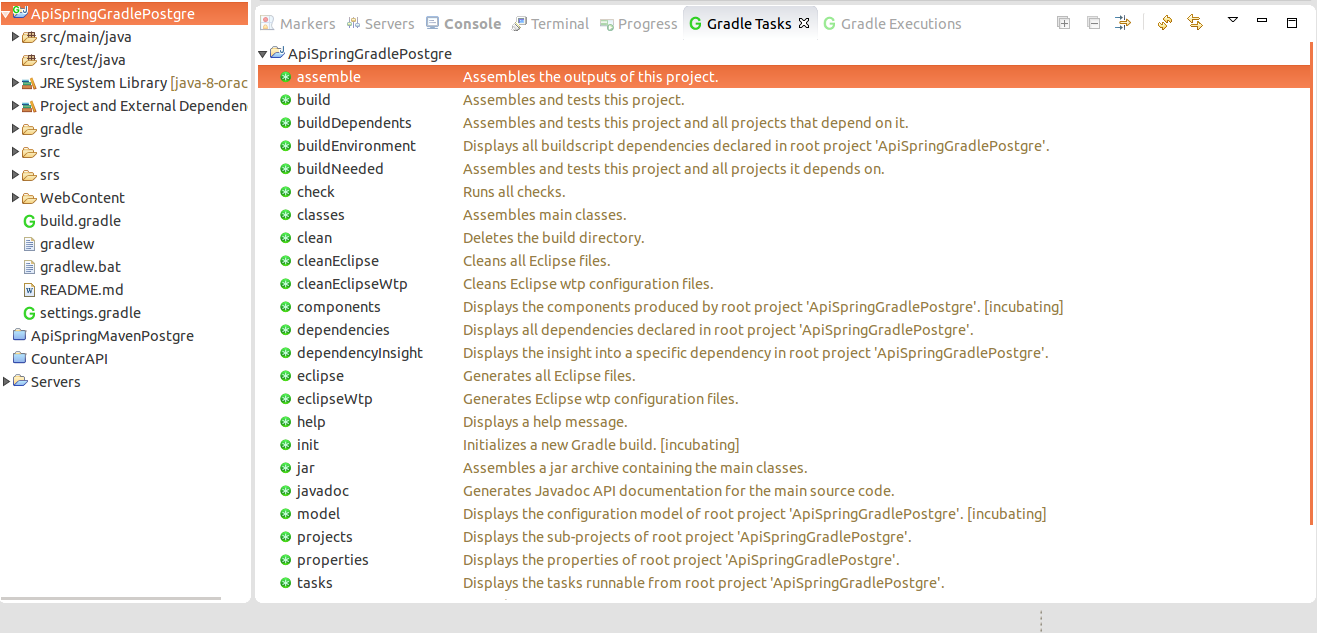 ApiSpringGradlePostgre
src/main/java
src/test/java
JRE System Library [java-8-orac
Project and External Dependen
gradle
src
srs
WebContent
build.gradle
gradlew
gradlew.bat
README.md
settings.gradle
ApiSpringMavenPostgre
CounterAPI
Servers
Markers Servers Console Terminal Progress Gradle Tasks Gradle Executions
ApiSpringGradlePostgre
assemble Assembles the outputs of this project.
build Assembles and tests this project.
buildDependents Assembles and tests this project and all projects that depend on it.
buildEnvironment Displays all buildscript dependencies declared in root project 'ApiSpringGradlePostgre'.
buildNeeded Assembles and tests this project and all projects it depends on.
check Runs all checks.
classes Assembles main classes.
clean Deletes the build directory.
cleanEclipse Cleans all Eclipse files.
cleanEclipseWtp Cleans Eclipse wtp configuration files.
components Displays the components produced by root project 'ApiSpringGradlePostgre'. [incubating]
dependencies Displays all dependencies declared in root project 'ApiSpringGradlePostgre'.
dependencyInsight Displays the insight into a specific dependency in root project 'ApiSpringGradlePostgre'.
eclipse Generates all Eclipse files.
eclipseWtp Generates Eclipse wtp configuration files.
help Displays a help message.
init Initializes a new Gradle build. [incubating]
jar Assembles a jar archive containing the main classes.
javadoc Generates Javadoc API documentation for the main source code.
model Displays the configuration model of root project 'ApiSpringGradlePostgre'. [incubating]
projects Displays the sub-projects of root project 'ApiSpringGradlePostgre'.
properties Displays the properties of root project 'ApiSpringGradlePostgre'.
tasks Displays the tasks runnable from root project 'ApiSpringGradlePostgre'.